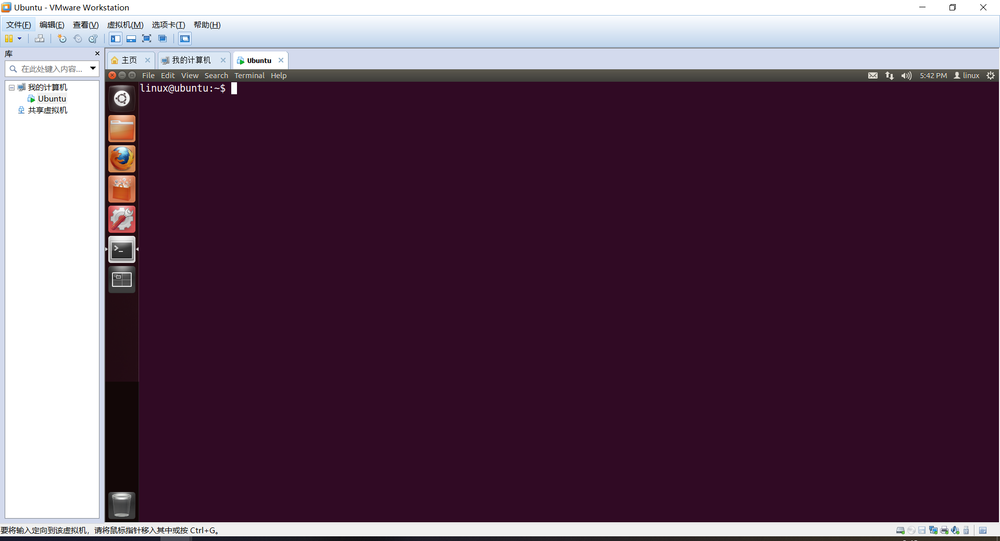 Ubuntu - VMware Workstation
文件(F) 编辑(E) 查看(V) 虚拟机(M) 选项卡(T) 帮助(H)
库
在此处键入内容...
我的计算机
Ubuntu
共享虚拟机
主页 我的计算机 Ubuntu
File Edit View Search Terminal Help 5:42 PM linux
linux@ubuntu:~$
要将输入定向到该虚拟机，请将鼠标指针移入其中或按 Ctrl+G。